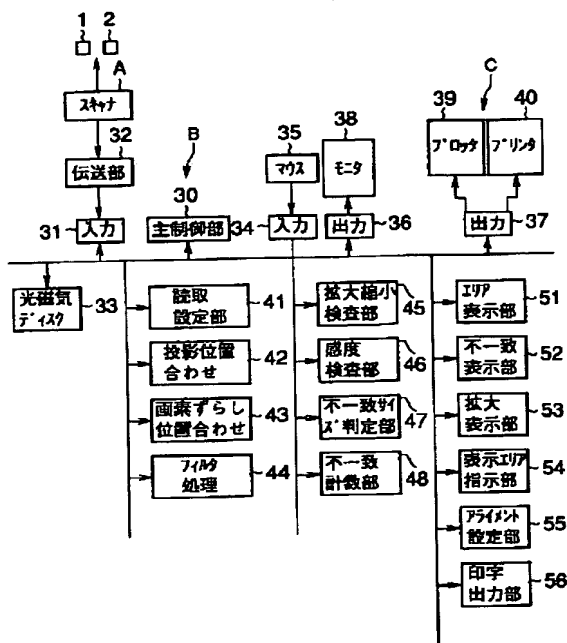 1
2
A
スキャナ
32
伝送部
31
入力
B
30
主制御部
35
マウス
34
入力
38
モニタ
出力
36
C
39
40
プロッタ
プリンタ
出力
37
光磁気
ディスク
33
読取
設定部
41
投影位置
合わせ
42
画素ずらし
位置合わせ
43
フィルタ
処理
44
拡大縮小
検査部
45
感度
検査部
46
不一致サイ
ズ判定部
47
不一致
計数部
48
エリア
表示部
51
不一致
表示部
52
拡大
表示部
53
表示エリア
指示部
54
アライメント
設定部
55
印字
出力部
56